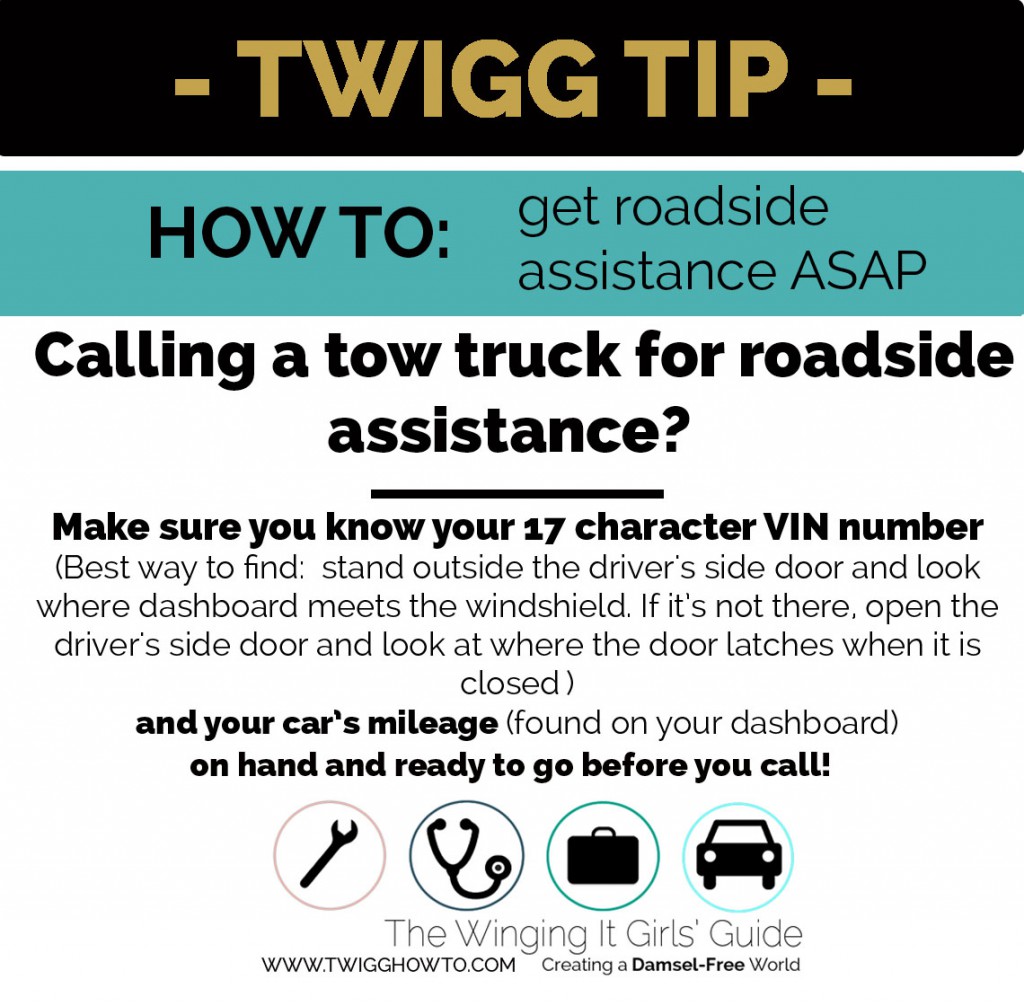 - TWIGG TIP -
HOW TO:
get roadside
assistance ASAP
Calling a tow truck for roadside
assistance?
Make sure you know your 17 character VIN number
(Best way to find:  stand outside the driver's side door and look
where dashboard meets the windshield. If it's not there, open the
driver's side door and look at where the door latches when it is
closed )
and your car's mileage (found on your dashboard)
on hand and ready to go before you call!
The Winging It Girls' Guide
WWW.TWIGGHOWTO.COM Creating a Damsel-Free World